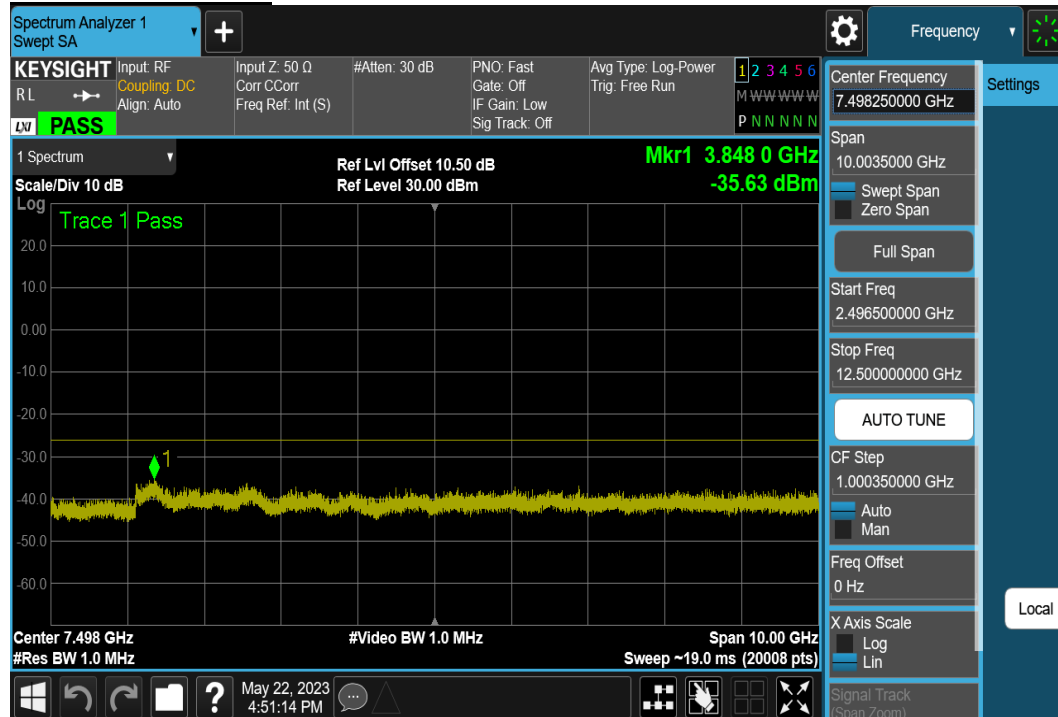 Spectrum Analyzer 1
Swept SA
+
Frequency
KEYSIGHT
RL
LXI
PASS
Input: RF
Coupling: DC
Align: Auto
Input Z: 50 Ω
Corr CCorr
Freq Ref: Int (S)
#Atten: 30 dB
PNO: Fast
Gate: Off
IF Gain: Low
Sig Track: Off
Avg Type: Log-Power
Trig: Free Run
1 2 3 4 5 6
M W W W W W
P N N N N N
1 Spectrum
Scale/Div 10 dB
Log
Ref Lvl Offset 10.50 dB
Ref Level 30.00 dBm
Mkr1 3.848 0 GHz
-35.63 dBm
Trace 1 Pass
20.0
10.0
0.00
-10.0
-20.0
-30.0
-40.0
-50.0
-60.0
1
Center 7.498 GHz
#Res BW 1.0 MHz
#Video BW 1.0 MHz
Span 10.00 GHz
Sweep ~19.0 ms (20008 pts)
?
May 22, 2023
4:51:14 PM
Center Frequency
7.498250000 GHz
Span
10.0035000 GHz
Swept Span
Zero Span
Full Span
Start Freq
2.496500000 GHz
Stop Freq
12.500000000 GHz
AUTO TUNE
CF Step
1.000350000 GHz
Auto
Man
Freq Offset
0 Hz
X Axis Scale
Log
Lin
Signal Track
(Span Zoom)
Settings
Local